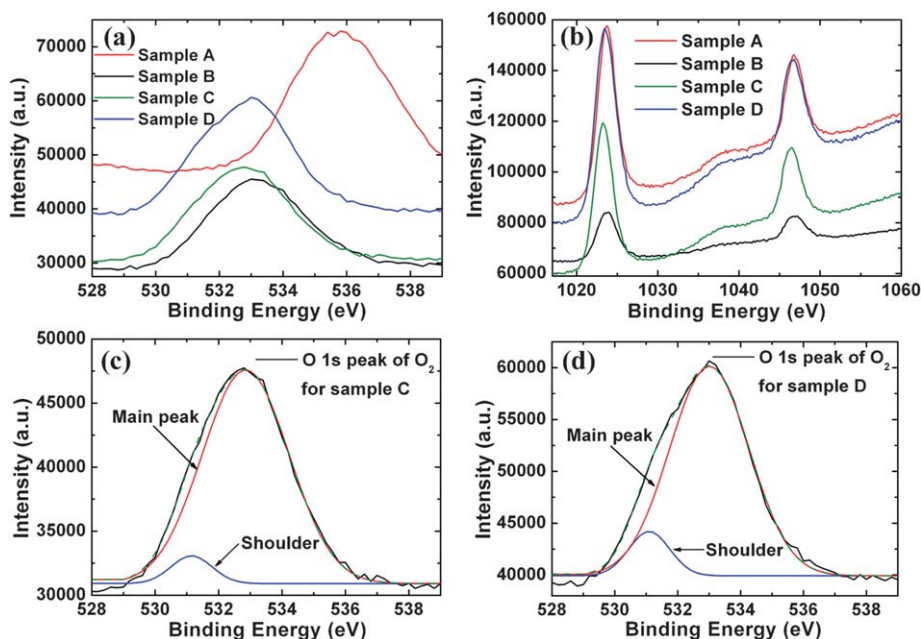 (a)
Sample A
Sample B
Sample C
Sample D
70000
60000
50000
40000
30000
Intensity (a.u.)
528 530 532 534 536 538
Binding Energy (eV)
(b)
Sample A
Sample B
Sample C
Sample D
160000
140000
120000
100000
80000
60000
Intensity (a.u.)
1020 1030 1040 1050 1060
Binding Energy (eV)
(c)
O 1s peak of O₂
for sample C
Main peak
Shoulder
50000
45000
40000
35000
30000
Intensity (a.u.)
528 530 532 534 536 538
Binding Energy (eV)
(d)
O 1s peak of O₂
for sample D
Main peak
Shoulder
60000
55000
50000
45000
40000
Intensity (a.u.)
528 530 532 534 536 538
Binding Energy (eV)